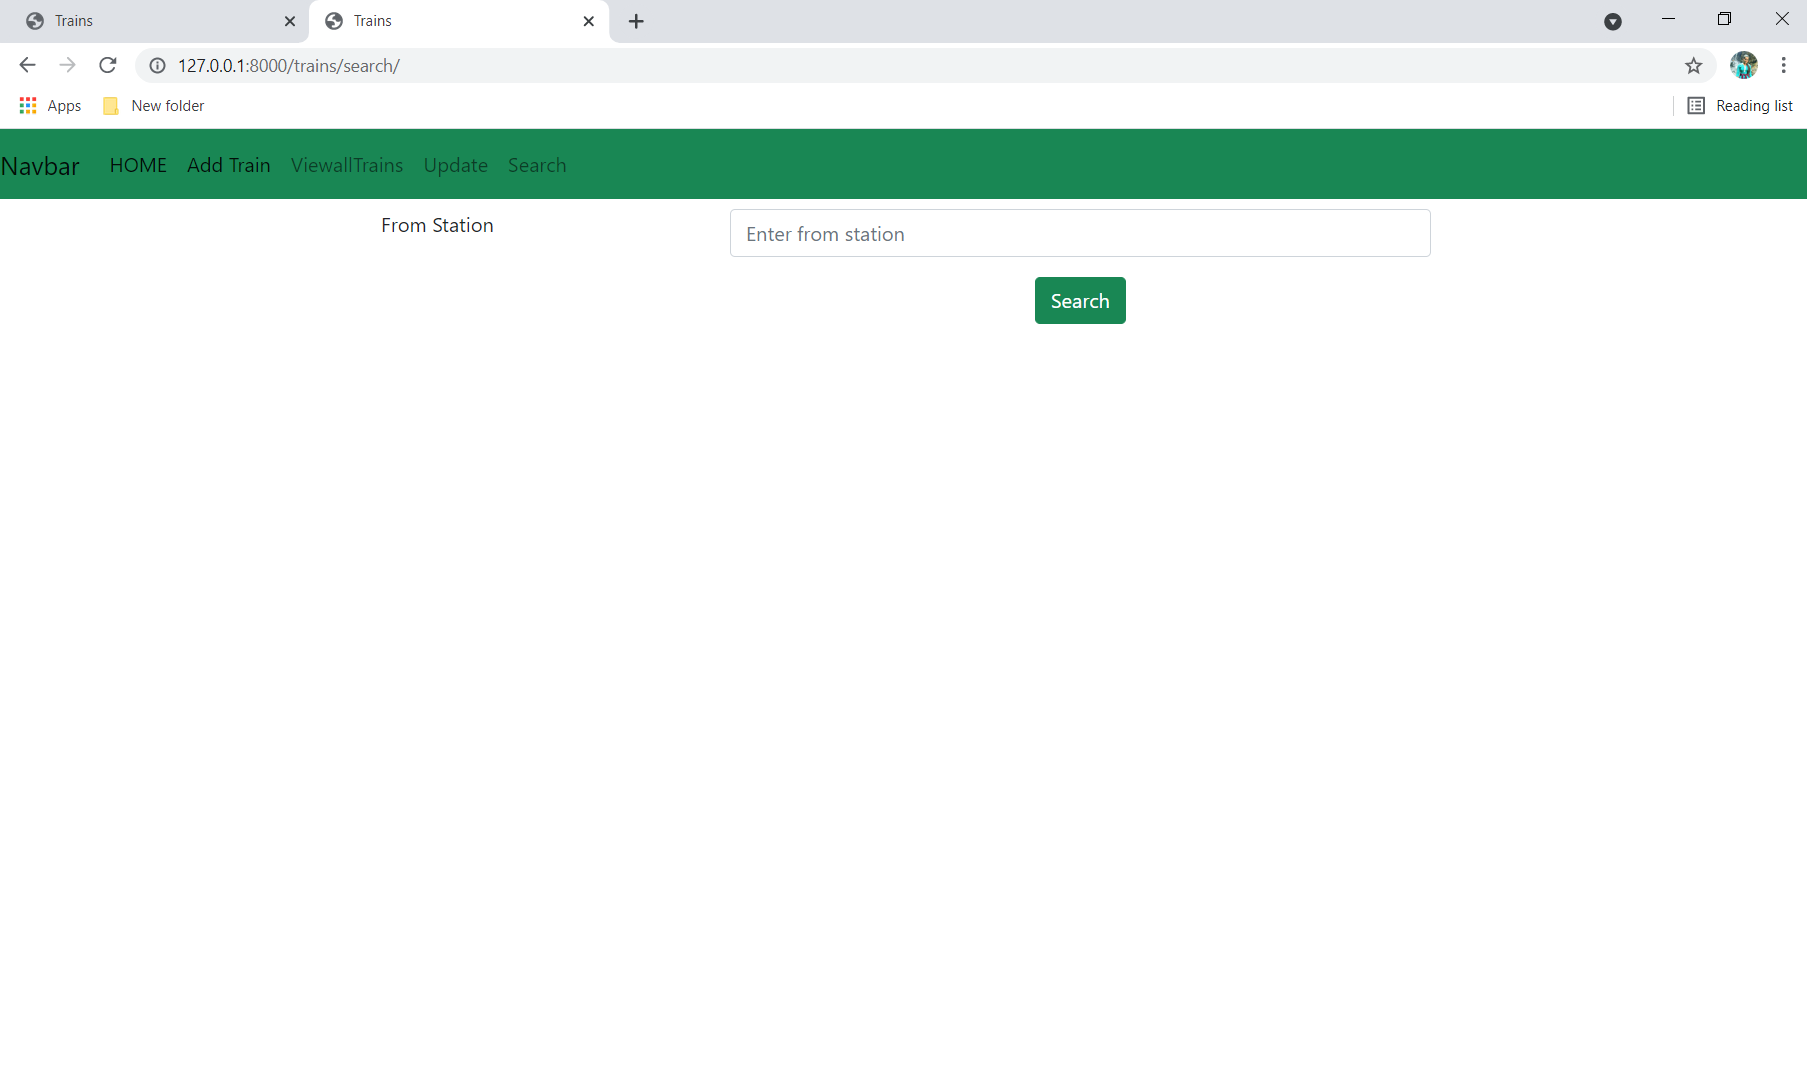 Trains Trains
127.0.0.1:8000/trains/search/
Apps New folder Reading list
Navbar HOME Add Train ViewallTrains Update Search
From Station Enter from station
Search